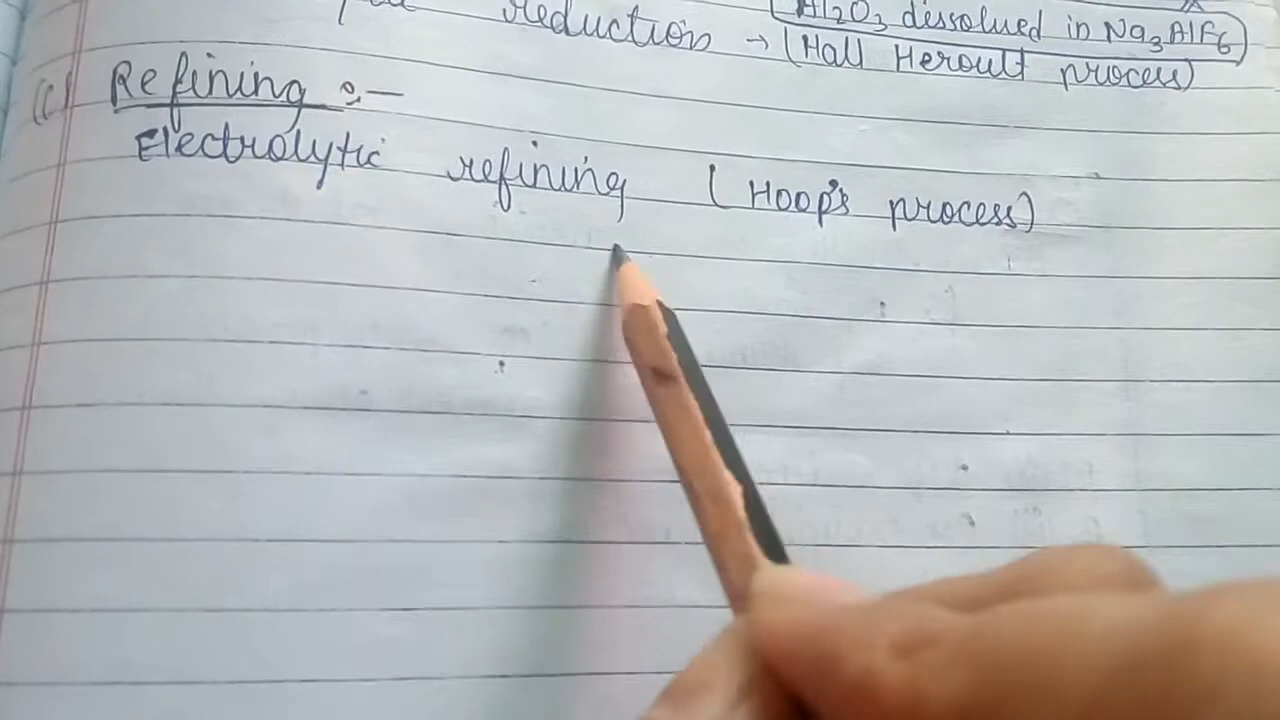 reduction → (Al2O3 dissolved in Na3AlF6)
(Hall Heroult process)
(C) Refining :-
Electrolytic refining (Hoop's process)